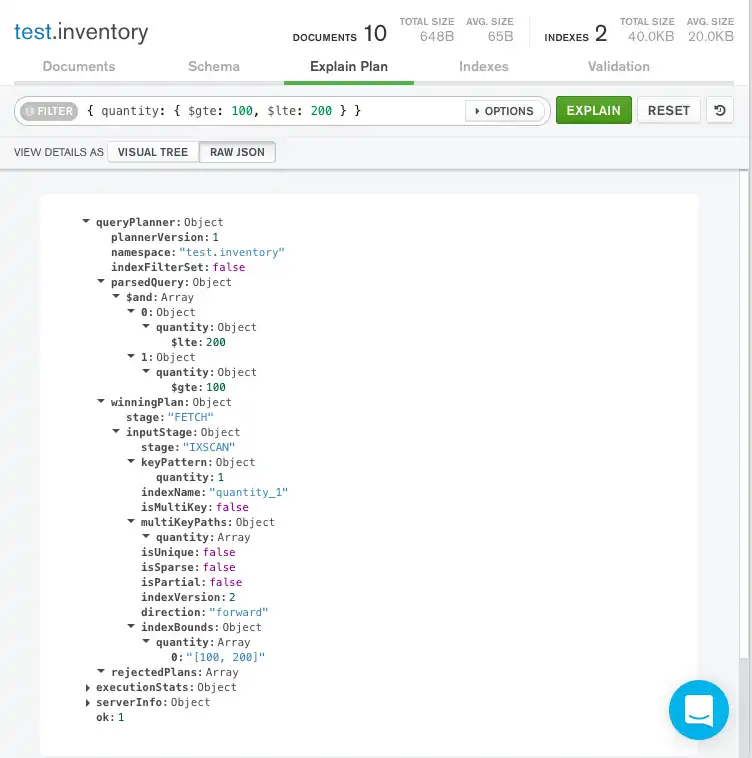 test.inventory
DOCUMENTS 10 TOTAL SIZE 648B AVG. SIZE 65B INDEXES 2 TOTAL SIZE 40.0KB AVG. SIZE 20.0KB
Documents Schema Explain Plan Indexes Validation
FILTER { quantity: { $gte: 100, $lte: 200 } } OPTIONS EXPLAIN RESET
VIEW DETAILS AS VISUAL TREE RAW JSON
queryPlanner:Object
plannerVersion:1
namespace:"test.inventory"
indexFilterSet:false
parsedQuery:Object
$and:Array
0:Object
quantity:Object
$lte:200
1:Object
quantity:Object
$gte:100
winningPlan:Object
stage:"FETCH"
inputStage:Object
stage:"IXSCAN"
keyPattern:Object
quantity:1
indexName:"quantity_1"
isMultiKey:false
multiKeyPaths:Object
quantity:Array
isUnique:false
isSparse:false
isPartial:false
indexVersion:2
direction:"forward"
indexBounds:Object
quantity:Array
0:"[100, 200]"
rejectedPlans:Array
executionStats:Object
serverInfo:Object
ok:1